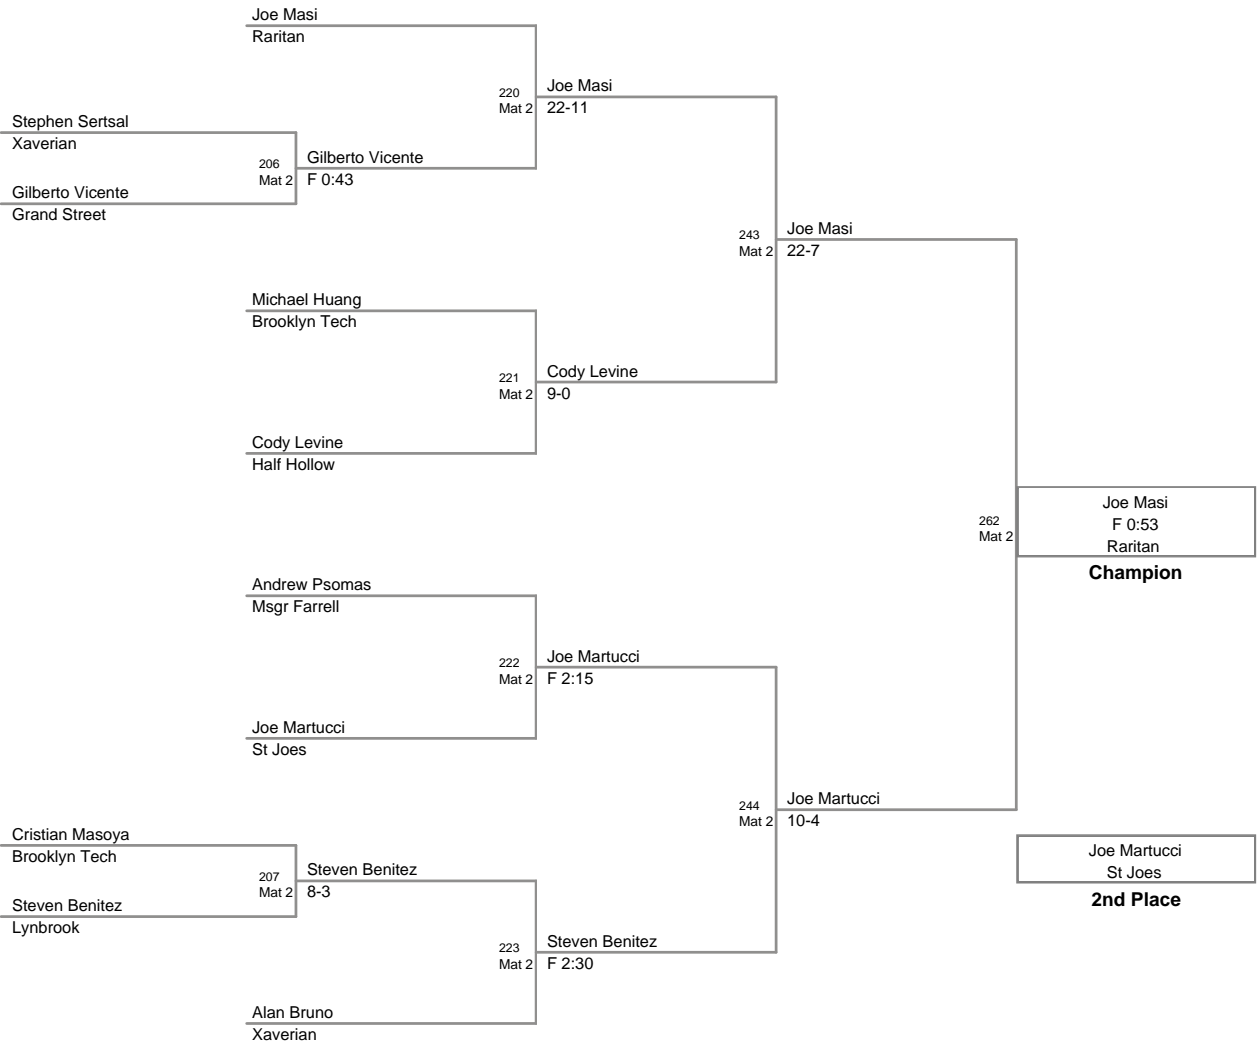 Joe Masi
Raritan
220
Mat 2
Joe Masi
22-11
Stephen Sertsal
Xaverian
206
Mat 2
Gilberto Vicente
F 0:43
Gilberto Vicente
Grand Street
243
Mat 2
Joe Masi
22-7
Michael Huang
Brooklyn Tech
221
Mat 2
Cody Levine
9-0
Cody Levine
Half Hollow
262
Mat 2
Joe Masi
F 0:53
Raritan
Champion
Andrew Psomas
Msgr Farrell
222
Mat 2
Joe Martucci
F 2:15
Joe Martucci
St Joes
244
Mat 2
Joe Martucci
10-4
Cristian Masoya
Brooklyn Tech
207
Mat 2
Steven Benitez
8-3
Steven Benitez
Lynbrook
223
Mat 2
Steven Benitez
F 2:30
Alan Bruno
Xaverian
Joe Martucci
St Joes
2nd Place